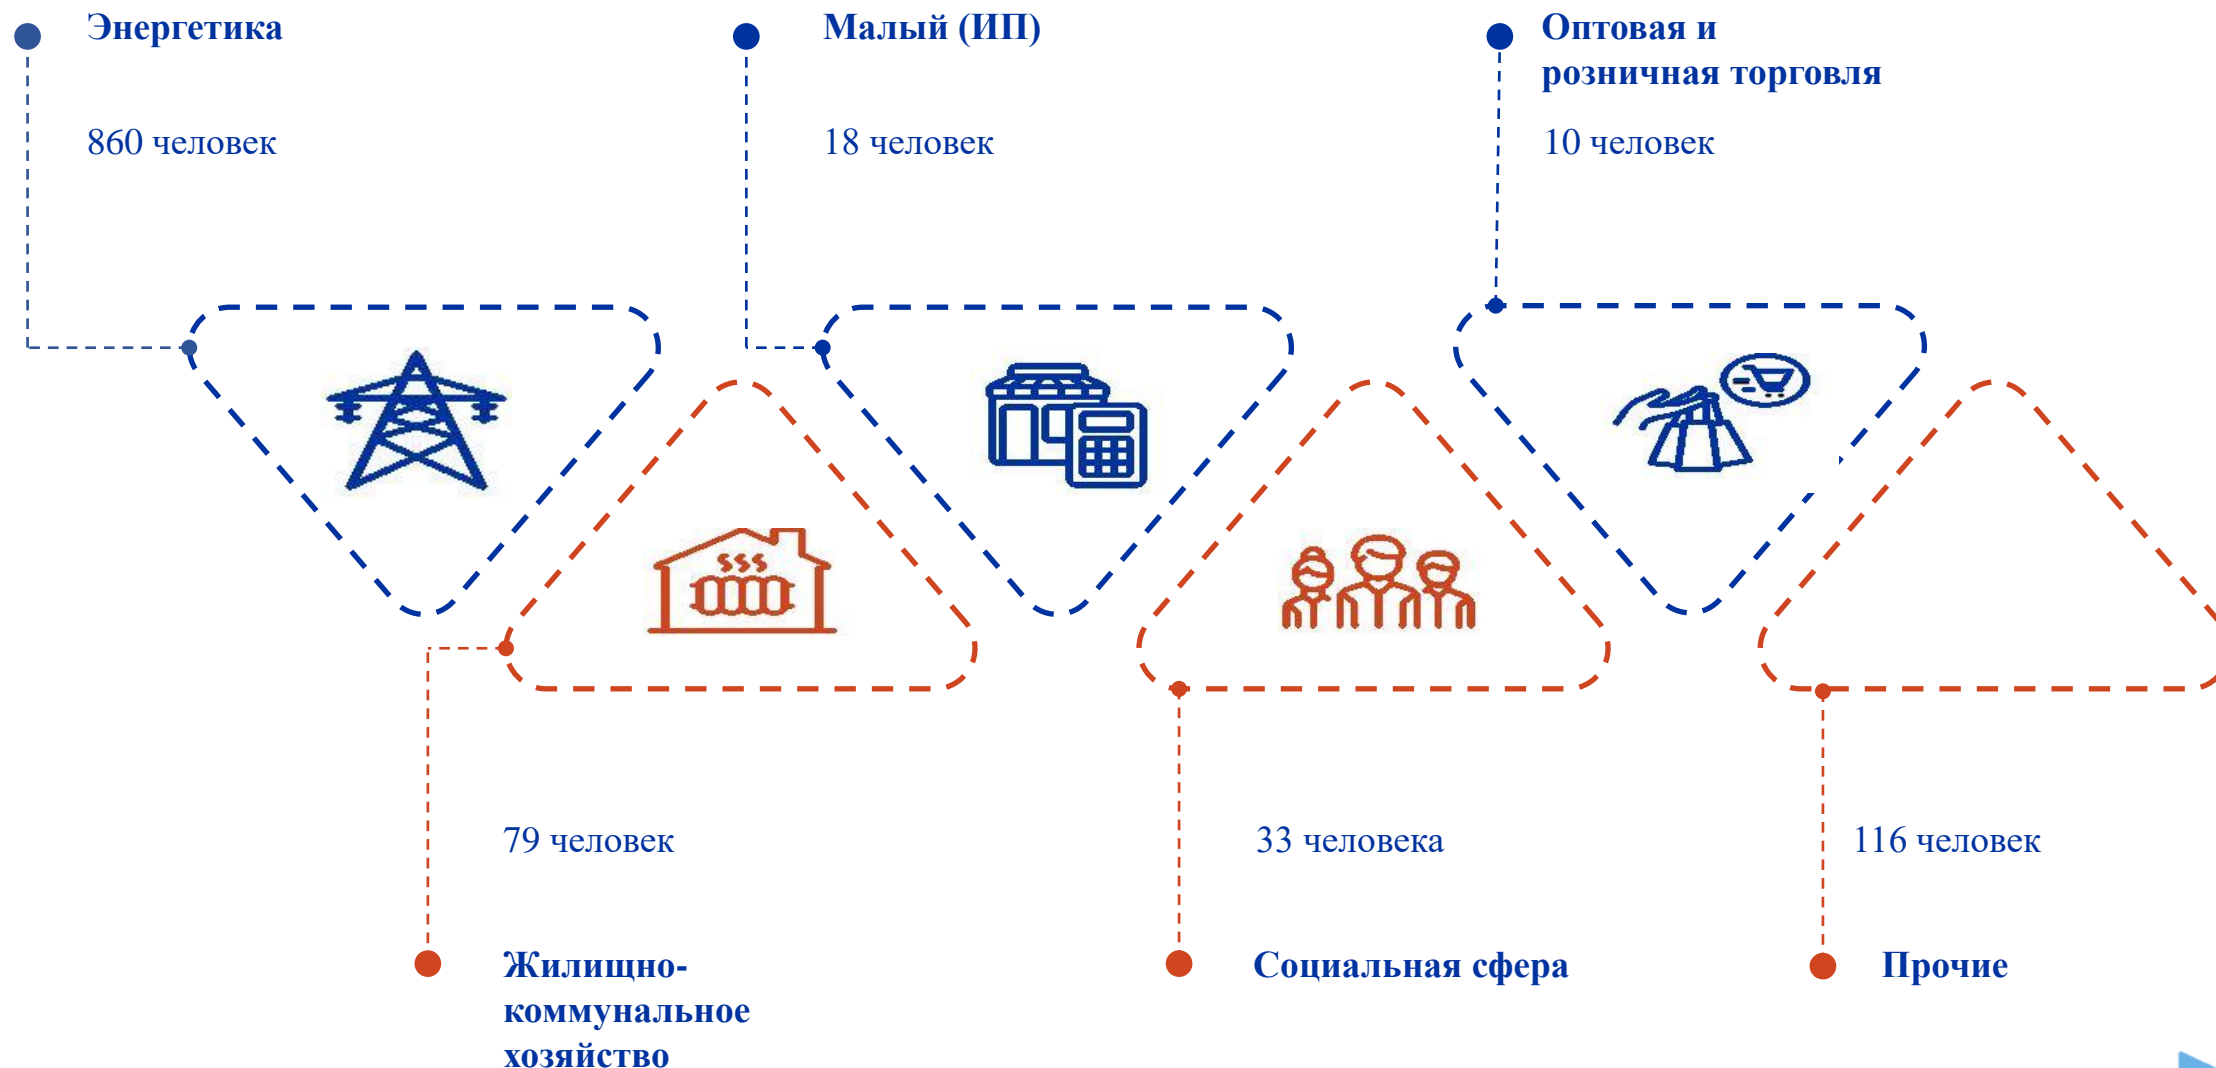 Энергетика
860 человек
Малый (ИП)
18 человек
Оптовая и
розничная торговля
10 человек
79 человек
Жилищно-
коммунальное
хозяйство
33 человека
Социальная сфера
116 человек
Прочие